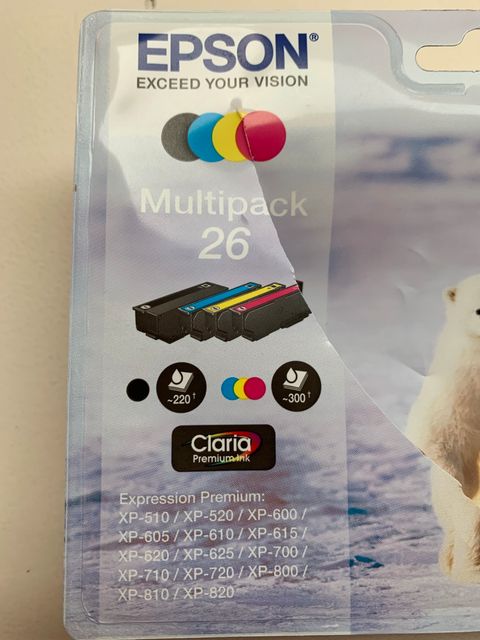 EPSON®
EXCEED YOUR VISION
Multipack
26
~220† ~300†
Claria
Premium Ink
Expression Premium:
XP-510 / XP-520 / XP-600 /
XP-605 / XP-610 / XP-615 /
XP-620 / XP-625 / XP-700 /
XP-710 / XP-720 / XP-800 /
XP-810 / XP-820